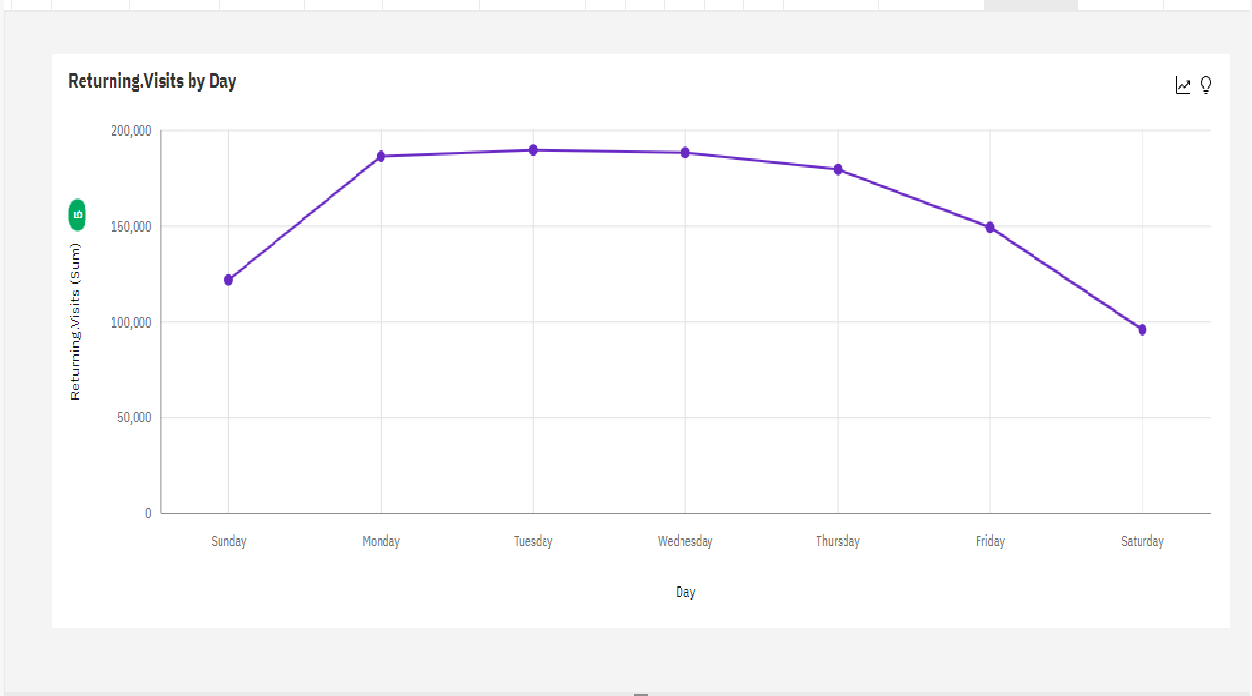 Returning.Visits by Day
200,000
150,000
100,000
50,000
0
Returning.Visits (Sum)
Sunday Monday Tuesday Wednesday Thursday Friday Saturday
Day